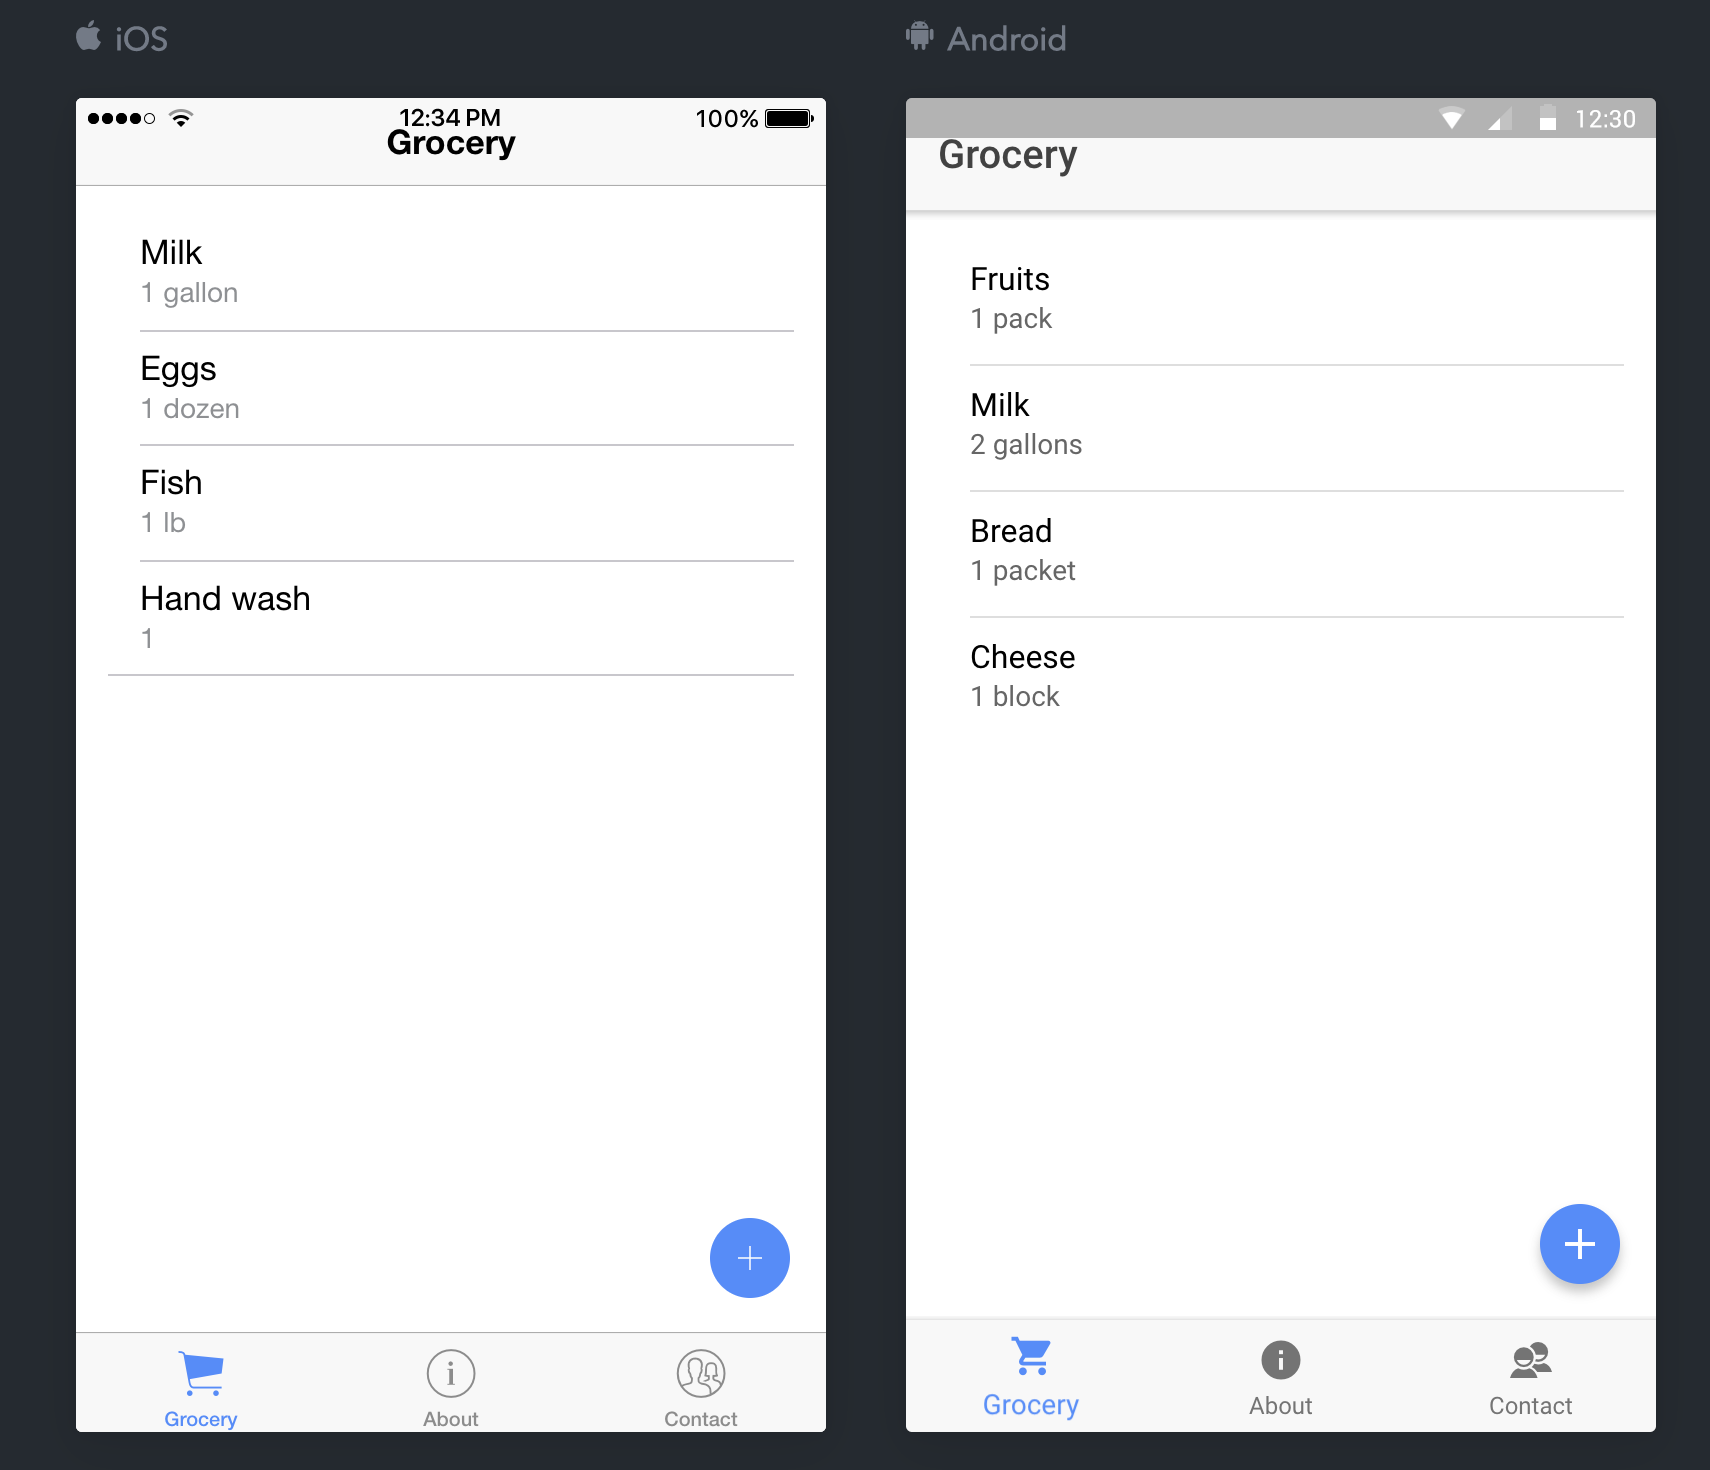 iOS
12:34 PM
100%
Grocery
Milk
1 gallon
Eggs
1 dozen
Fish
1 lb
Hand wash
1
Grocery
About
Contact
Android
12:30
Grocery
Fruits
1 pack
Milk
2 gallons
Bread
1 packet
Cheese
1 block
Grocery
About
Contact